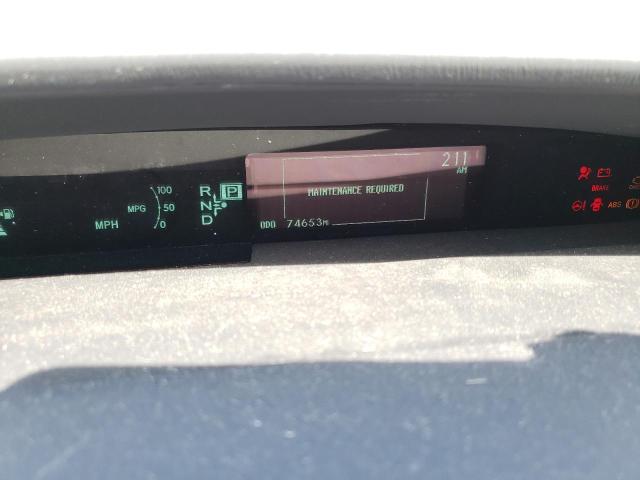 211
AM
MAINTENANCE REQUIRED
ODO 74653MI
100
MPG 50
0
MPH
R P
N
D
BRAKE
ABS